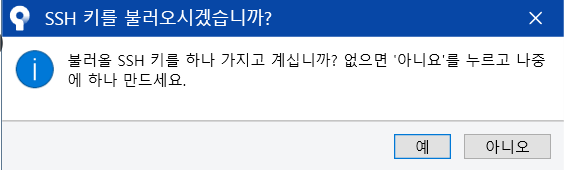 SSH 키를 불러오시겠습니까?
불러올 SSH 키를 하나 가지고 계십니까? 없으면 '아니요'를 누르고 나중
에 하나 만드세요.
예
아니오